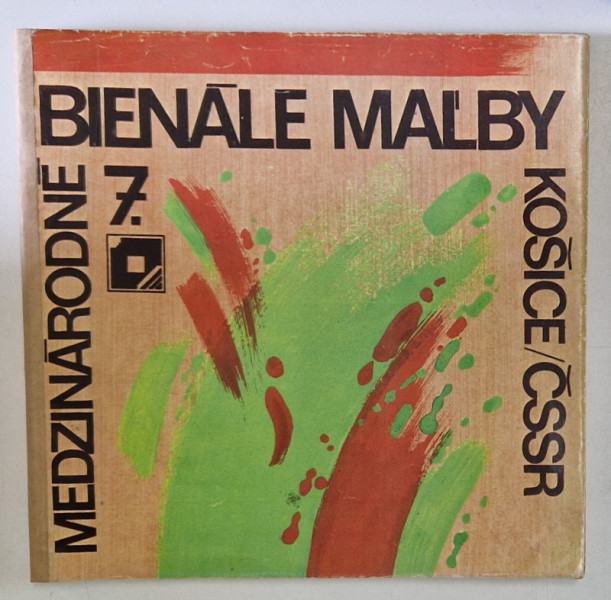 7.
MEDZINÁRODNÉ
BIENÁLE MAĽBY
KOŠICE/ČSSR